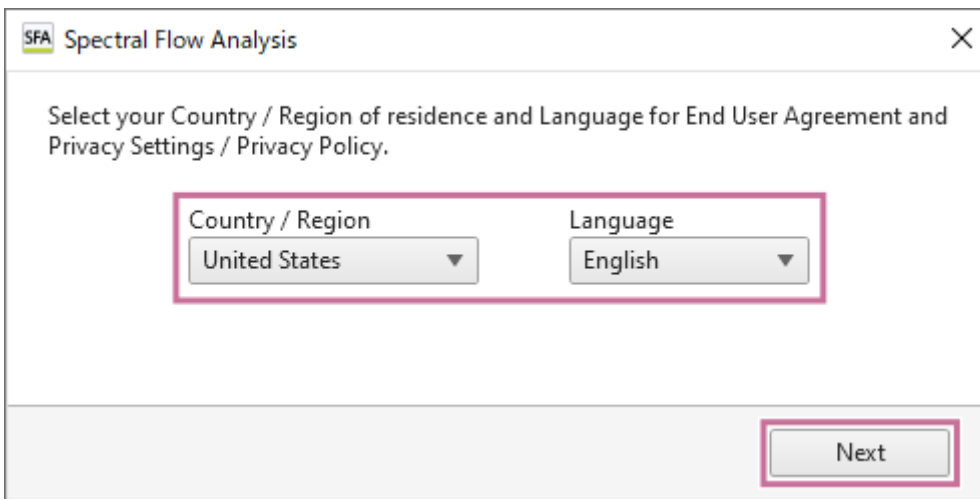 SFA Spectral Flow Analysis
Select your Country / Region of residence and Language for End User Agreement and
Privacy Settings / Privacy Policy.
Country / Region Language
United States English
Next